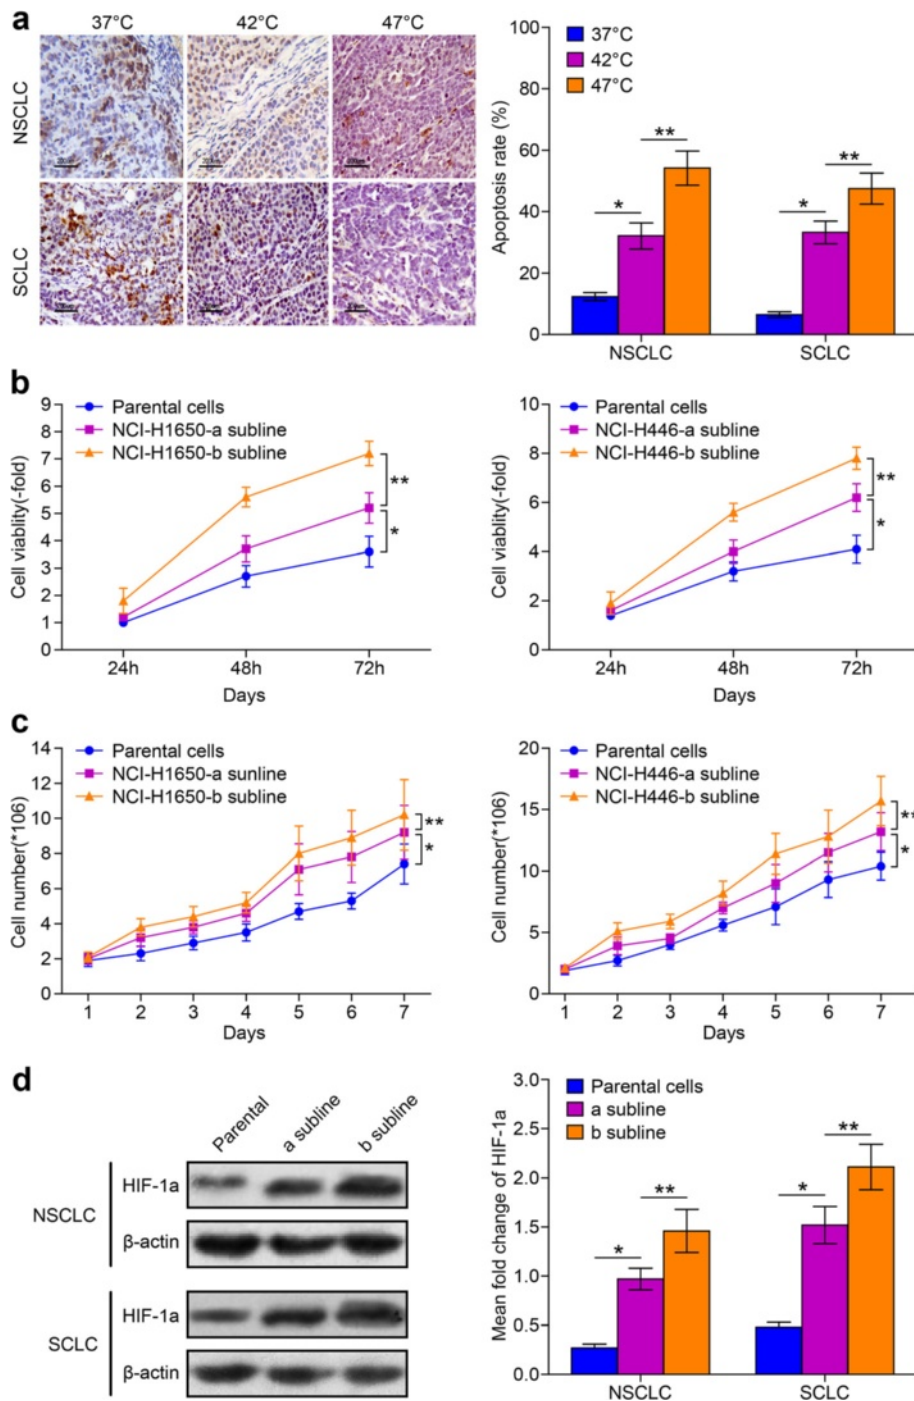 a
37°C 42°C 47°C
NSCLC
SCLC
37°C
42°C
47°C
Apoptosis rate (%)
100
80
60
40
20
0
* ** * **
NSCLC SCLC
b
Parental cells
NCI-H1650-a subline
NCI-H1650-b subline
Cell viablity(-fold)
9
8
7
6
5
4
3
2
1
0
**
*
24h 48h 72h
Days
Parental cells
NCI-H446-a subline
NCI-H446-b subline
Cell viablity(-fold)
10
8
6
4
2
0
**
*
24h 48h 72h
Days
c
Parental cells
NCI-H1650-a sunline
NCI-H1650-b subline
Cell number(*106)
14
12
10
8
6
4
2
0
**
*
1 2 3 4 5 6 7
Days
Parental cells
NCI-H446-a subline
NCI-H446-b subline
Cell number(*106)
20
15
10
5
0
**
*
1 2 3 4 5 6 7
Days
d
Parental a subline b subline
NSCLC
HIF-1a
β-actin
SCLC
HIF-1a
β-actin
Parental cells
a subline
b subline
Mean fold change of HIF-1a
3.0
2.5
2.0
1.5
1.0
0.5
0.0
* ** * **
NSCLC SCLC